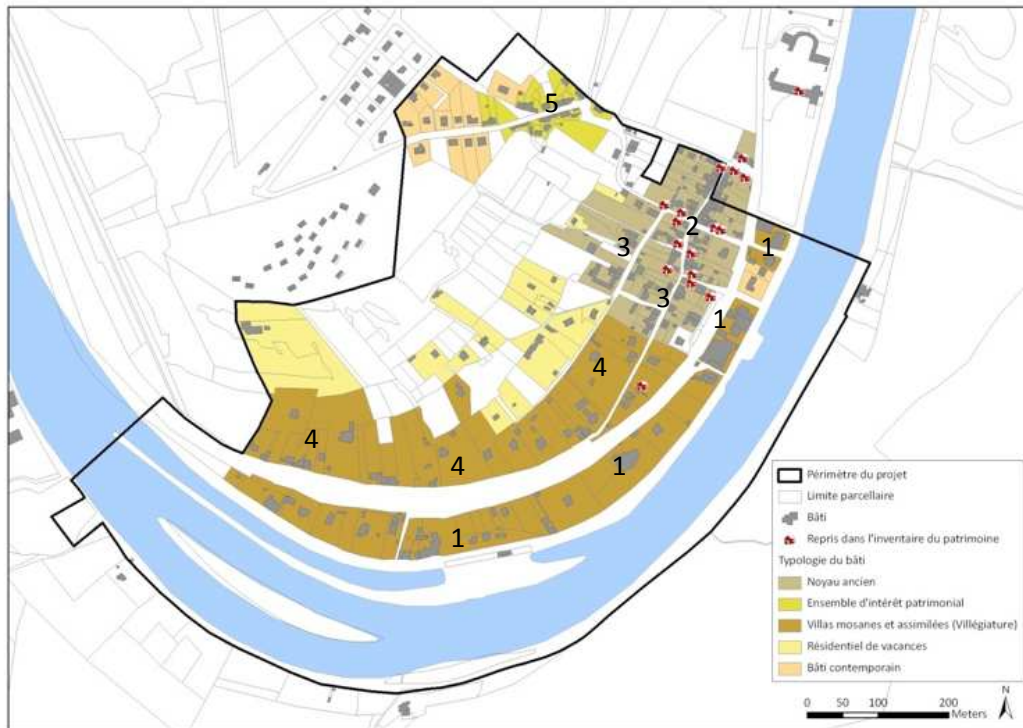 5
2
1
3
3
1
4
4
4
1
1
Périmètre du projet
Limite parcellaire
Bâti
Repris dans l'inventaire du patrimoine
Typologie du bâti
Noyau ancien
Ensemble d'intérêt patrimonial
Villas mosanes et assimilées (Villégiature)
Résidentiel de vacances
Bâti contemporain
N
0 50 100 200
Meters